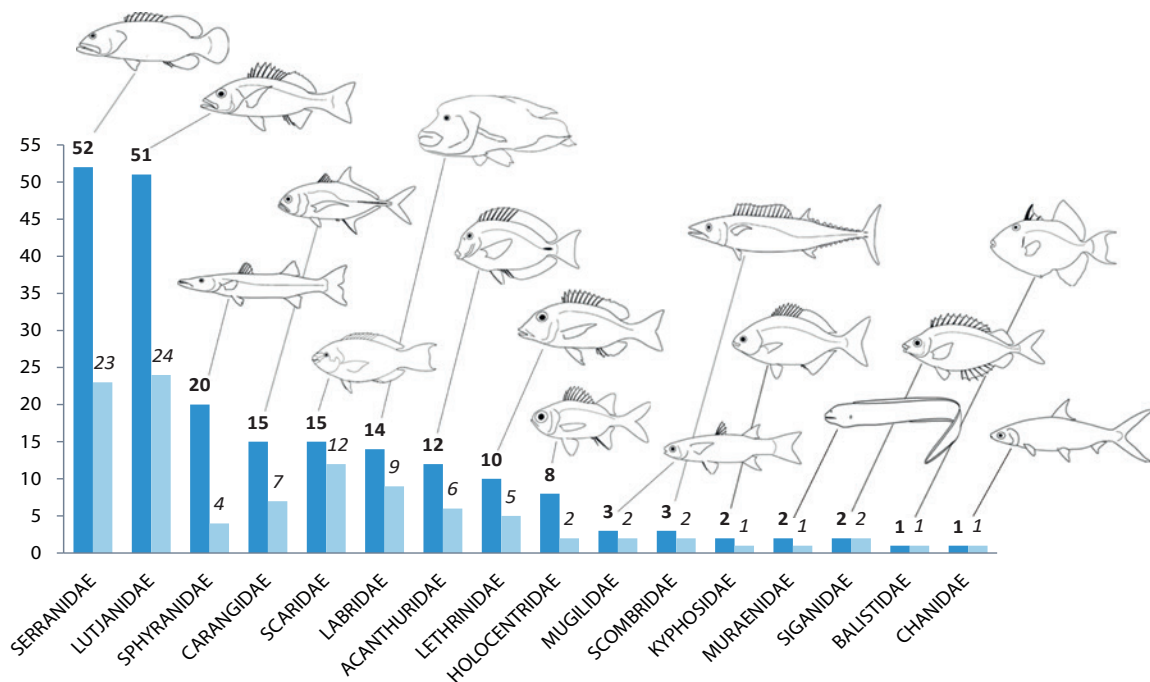 55
50
45
40
35
30
25
20
15
10
5
0
52 23
51 24
20 4
15 7
15 12
14 9
12 6
10 5
8 2
3 2
3 2
2 1
2 1
2 2
1 1
1 1
SERRANIDAE
LUTJANIDAE
SPHYRANIDAE
CARANGIDAE
SCARIDAE
LABRIDAE
ACANTHURIDAE
LETHRINIDAE
HOLOCENTRIDAE
MUGILIDAE
SCOMBRIDAE
KYPHOSIDAE
MURAENIDAE
SIGANIDAE
BALISTIDAE
CHANIDAE